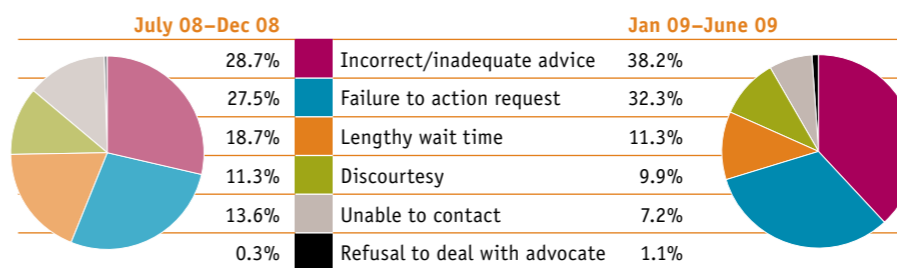 July 08–Dec 08 Jan 09–June 09
28.7% Incorrect/inadequate advice 38.2%
27.5% Failure to action request 32.3%
18.7% Lengthy wait time 11.3%
11.3% Discourtesy 9.9%
13.6% Unable to contact 7.2%
0.3% Refusal to deal with advocate 1.1%